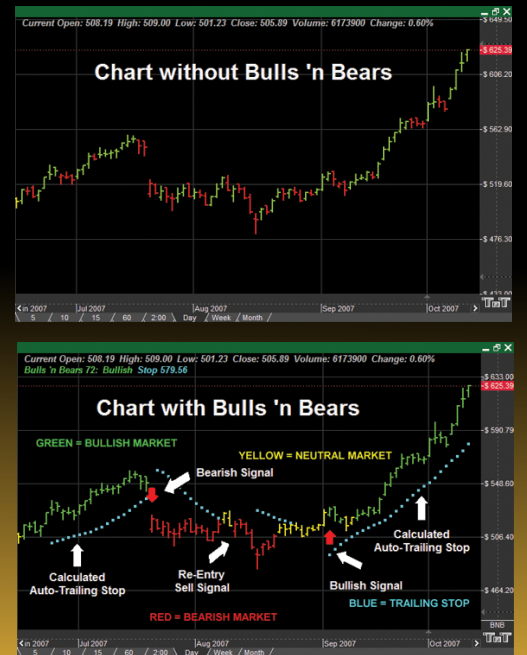 $ 649.50
Current Open: 508.19 High: 509.00 Low: 501.23 Close: 505.89 Volume: 6173900 Change: 0.60%
$ 625.39
Chart without Bulls 'n Bears
$ 606.20
$ 562.90
$ 519.60
$ 476.30
Jul 2007 Aug 2007 Sep 2007 Oct 2007
5 10 15 60 2:00 Day Week Month
Current Open: 508.19 High: 509.00 Low: 501.23 Close: 505.89 Volume: 6173900 Change: 0.60%
Bulls 'n Bears 72: Bullish Stop 579.56
$ 633.00
$ 625.39
Chart with Bulls 'n Bears
$ 590.79
GREEN = BULLISH MARKET
YELLOW = NEUTRAL MARKET
Bearish Signal
$ 548.60
Calculated
Auto-Trailing Stop
$ 506.40
Calculated
Auto-Trailing Stop
Re-Entry
Sell Signal
Bullish Signal
$ 464.20
BLUE = TRAILING STOP
RED = BEARISH MARKET
BNB
Jul 2007 Aug 2007 Sep 2007 Oct 2007
5 10 15 60 2:00 Day Week Month